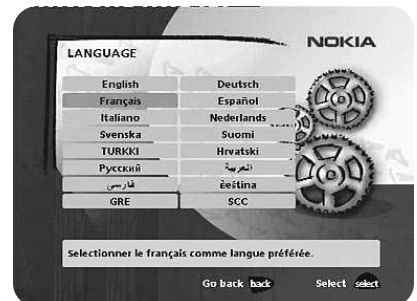 NOKIA
LANGUAGE
English Deutsch
Français Español
Italiano Nederlands
Svenska Suomi
TURKKI Hrvatski
Русский العربية
فارسی èeština
GRE SCC
Selectionner le français comme langue préférée.
Go back back Select select